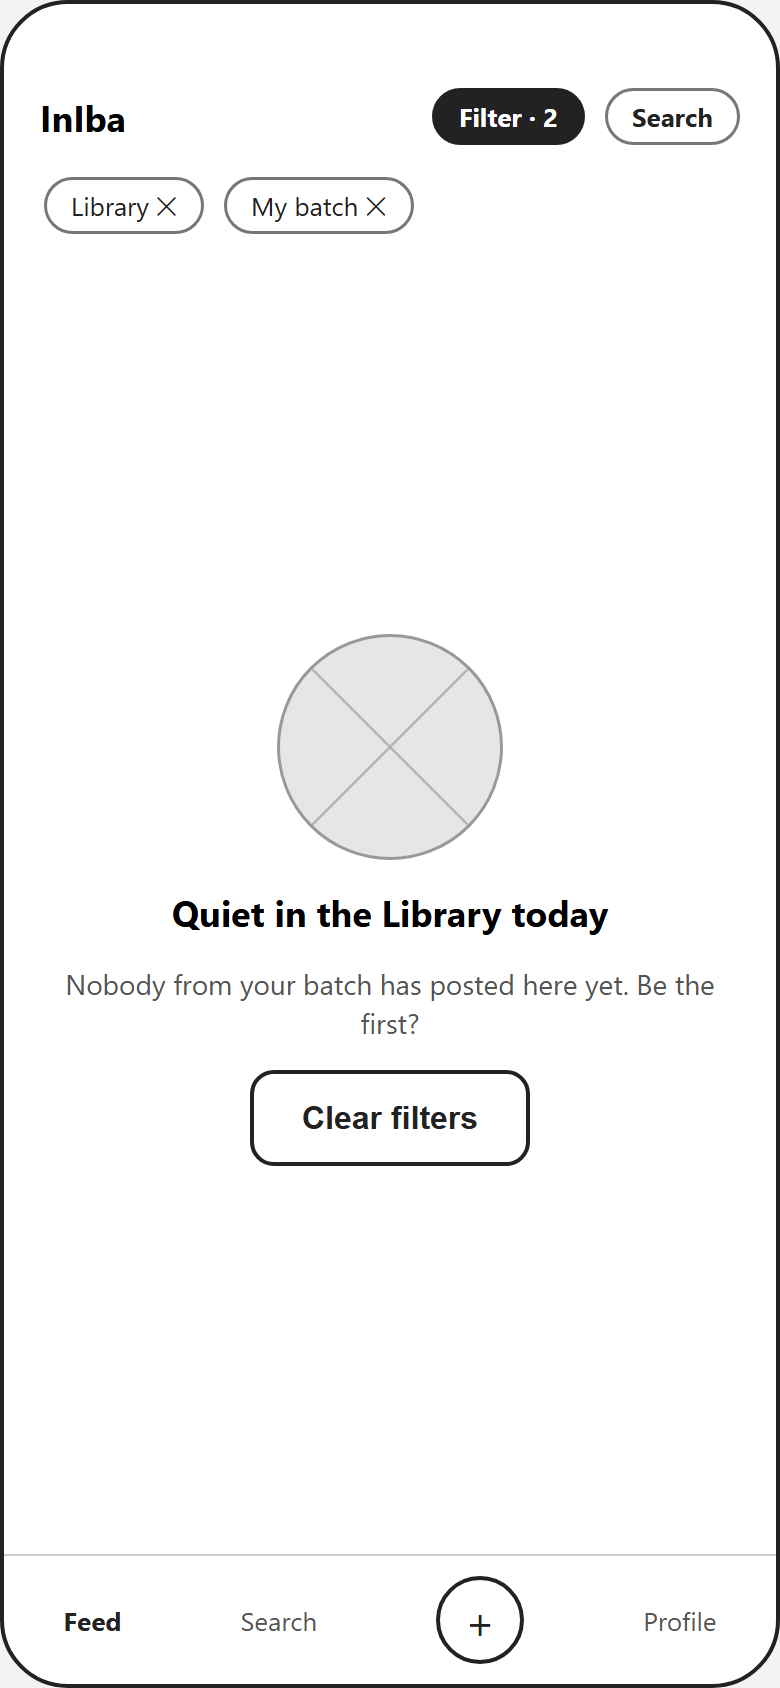 InIba
Filter · 2
Search
Library ✕
My batch ✕
Quiet in the Library today
Nobody from your batch has posted here yet. Be the
first?
Clear filters
Feed
Search
+
Profile